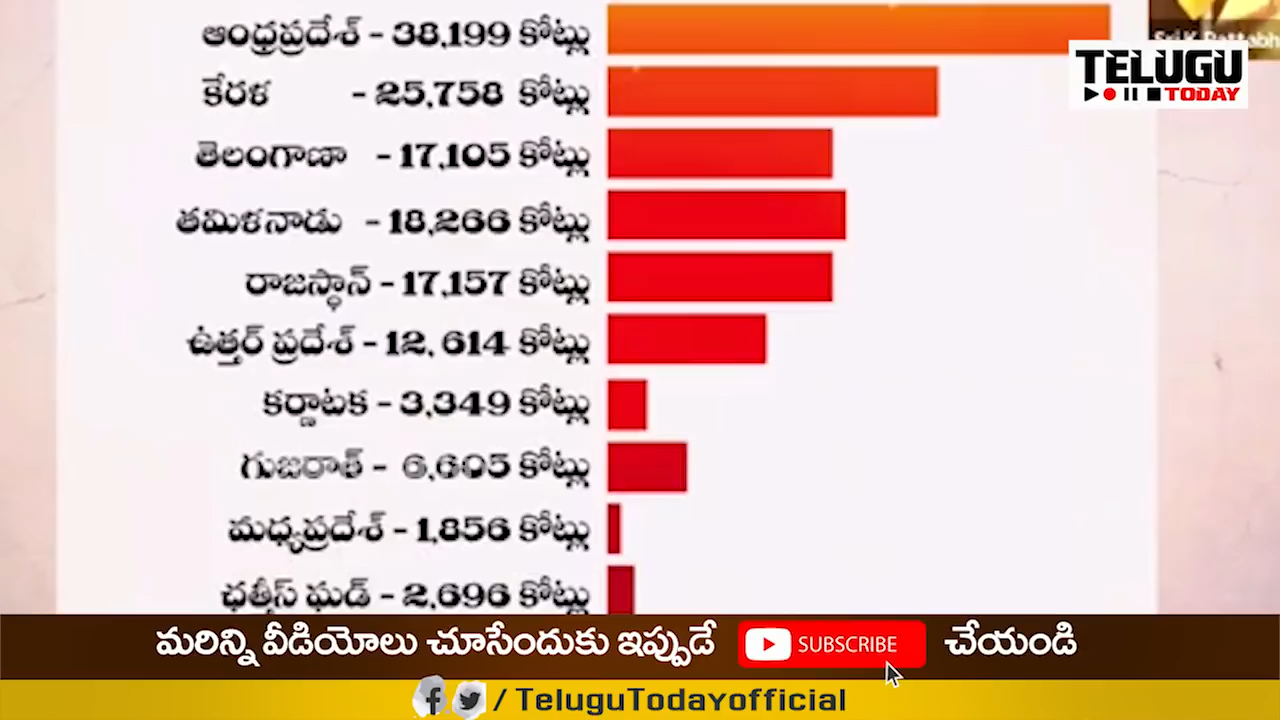 ఆంధ్రప్రదేశ్ - 38,199 కోట్లు
కేరళ - 25,758 కోట్లు
తెలంగాణా - 17,105 కోట్లు
తమిళనాడు - 18,266 కోట్లు
రాజస్థాన్ - 17,157 కోట్లు
ఉత్తర్ ప్రదేశ్ - 12, 614 కోట్లు
కర్ణాటక - 3,349 కోట్లు
గుజరాత్ - 6,605 కోట్లు
మధ్యప్రదేశ్ - 1,856 కోట్లు
ఛత్తీస్ ఘడ్ - 2,696 కోట్లు
Sri K
TELUGU
TODAY
మరిన్ని వీడియోలు చూసేందుకు ఇప్పుడే SUBSCRIBE చేయండి
/ TeluguTodayofficial